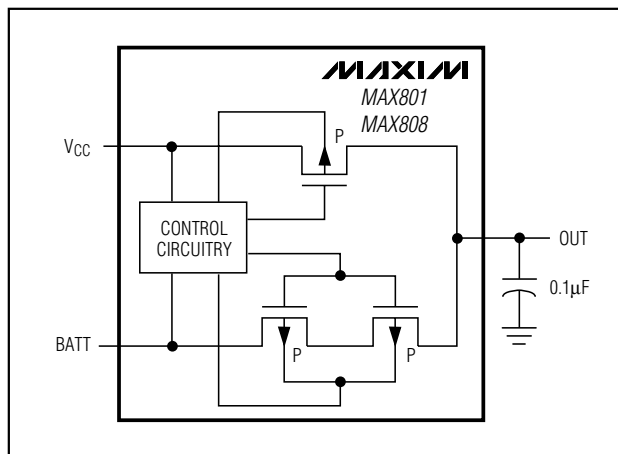 MAXIM
MAX801
MAX808
P
VCC
CONTROL
CIRCUITRY
OUT
0.1µF
BATT
P
P